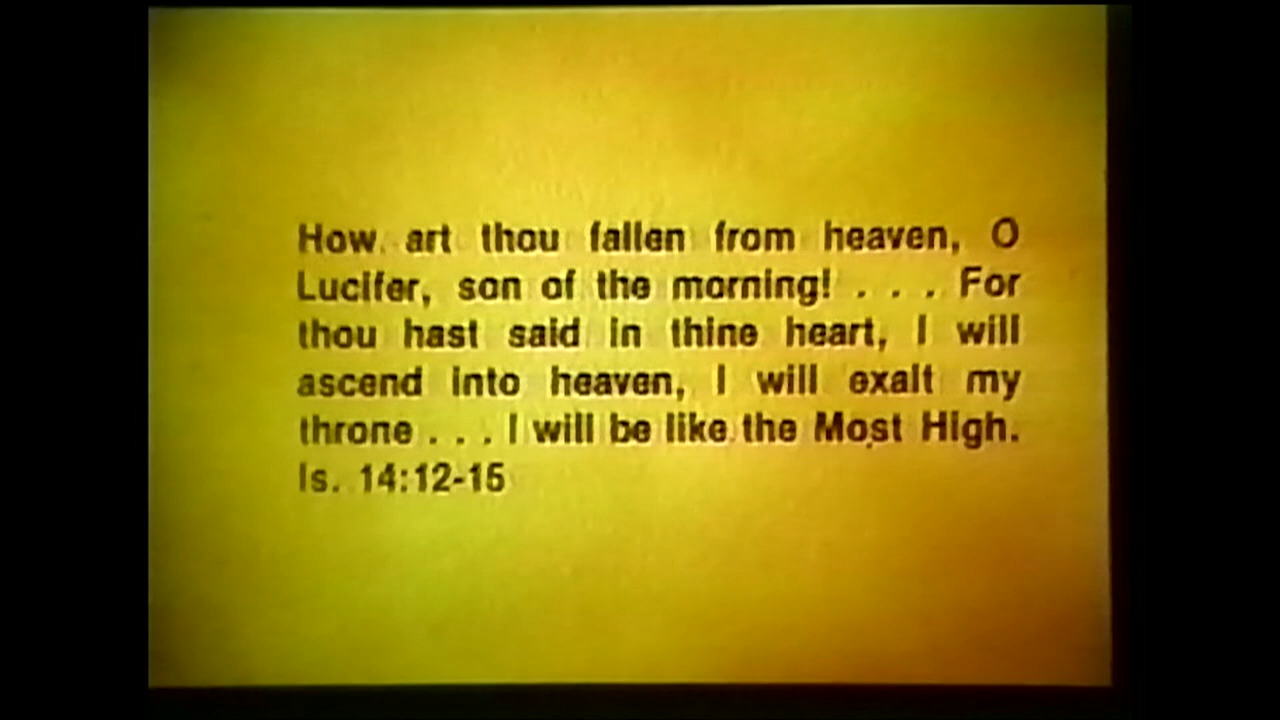 How art thou fallen from heaven, O
Lucifer, son of the morning! . . . For
thou hast said in thine heart, I will
ascend into heaven, I will exalt my
throne . . . I will be like the Most High.
Is. 14:12-15